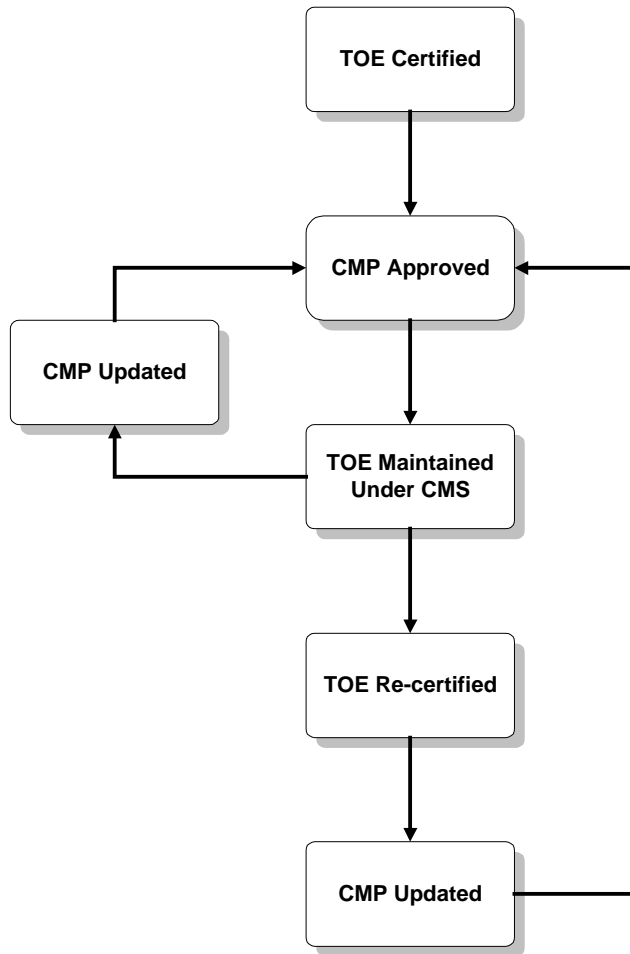 TOE Certified
CMP Approved
CMP Updated
TOE Maintained
Under CMS
TOE Re-certified
CMP Updated